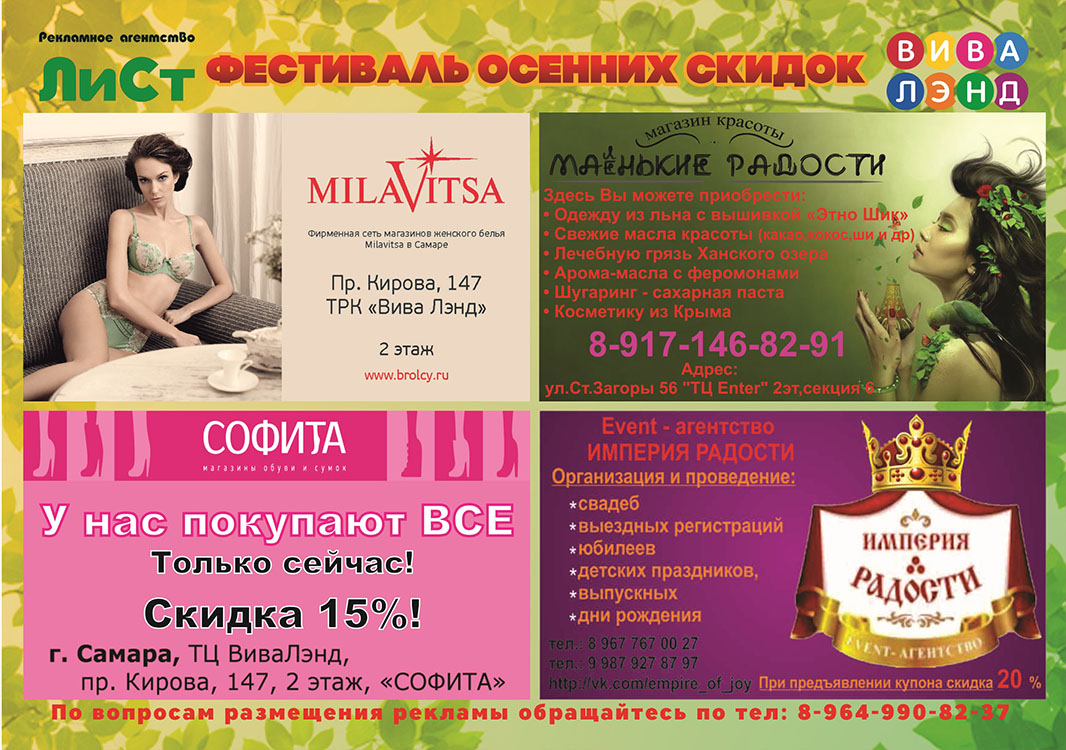 Рекламное агентство
ЛиСт
ФЕСТИВАЛЬ ОСЕННИХ СКИДОК
ВИВА
ЛЭНД
MILAVITSA
Фирменная сеть магазинов женского белья
Milavitsa в Самаре
Пр. Кирова, 147
ТРК «Вива Лэнд»
2 этаж
www.brolcy.ru
магазин красоты
МАЛЕНЬКИЕ РАДОСТИ
Здесь Вы можете приобрести:
• Одежду из льна с вышивкой «Этно Шик»
• Свежие масла красоты (какао,кокос,ши и др)
• Лечебную грязь Ханского озера
• Арома-масла с феромонами
• Шугаринг - сахарная паста
• Косметику из Крыма
8-917-146-82-91
Адрес:
ул.Ст.Загоры 56 "ТЦ Enter" 2эт,секция 6
СОФИТА
магазины обуви и сумок
У нас покупают ВСЕ
Только сейчас!
Скидка 15%!
г. Самара, ТЦ ВиваЛэнд,
пр. Кирова, 147, 2 этаж, «СОФИТА»
Event - агентство
ИМПЕРИЯ РАДОСТИ
Организация и проведение:
*свадеб
*выездных регистраций
*юбилеев
*детских праздников,
*выпускных
*дни рождения
тел.: 8 967 767 00 27
тел.: 9 987 927 87 97
http://vk.com/empire_of_joy
При предъявлении купона скидка 20 %
ИМПЕРИЯ
РАДОСТИ
EVENT- АГЕНТСТВО
По вопросам размещения рекламы обращайтесь по тел: 8-964-990-82-37